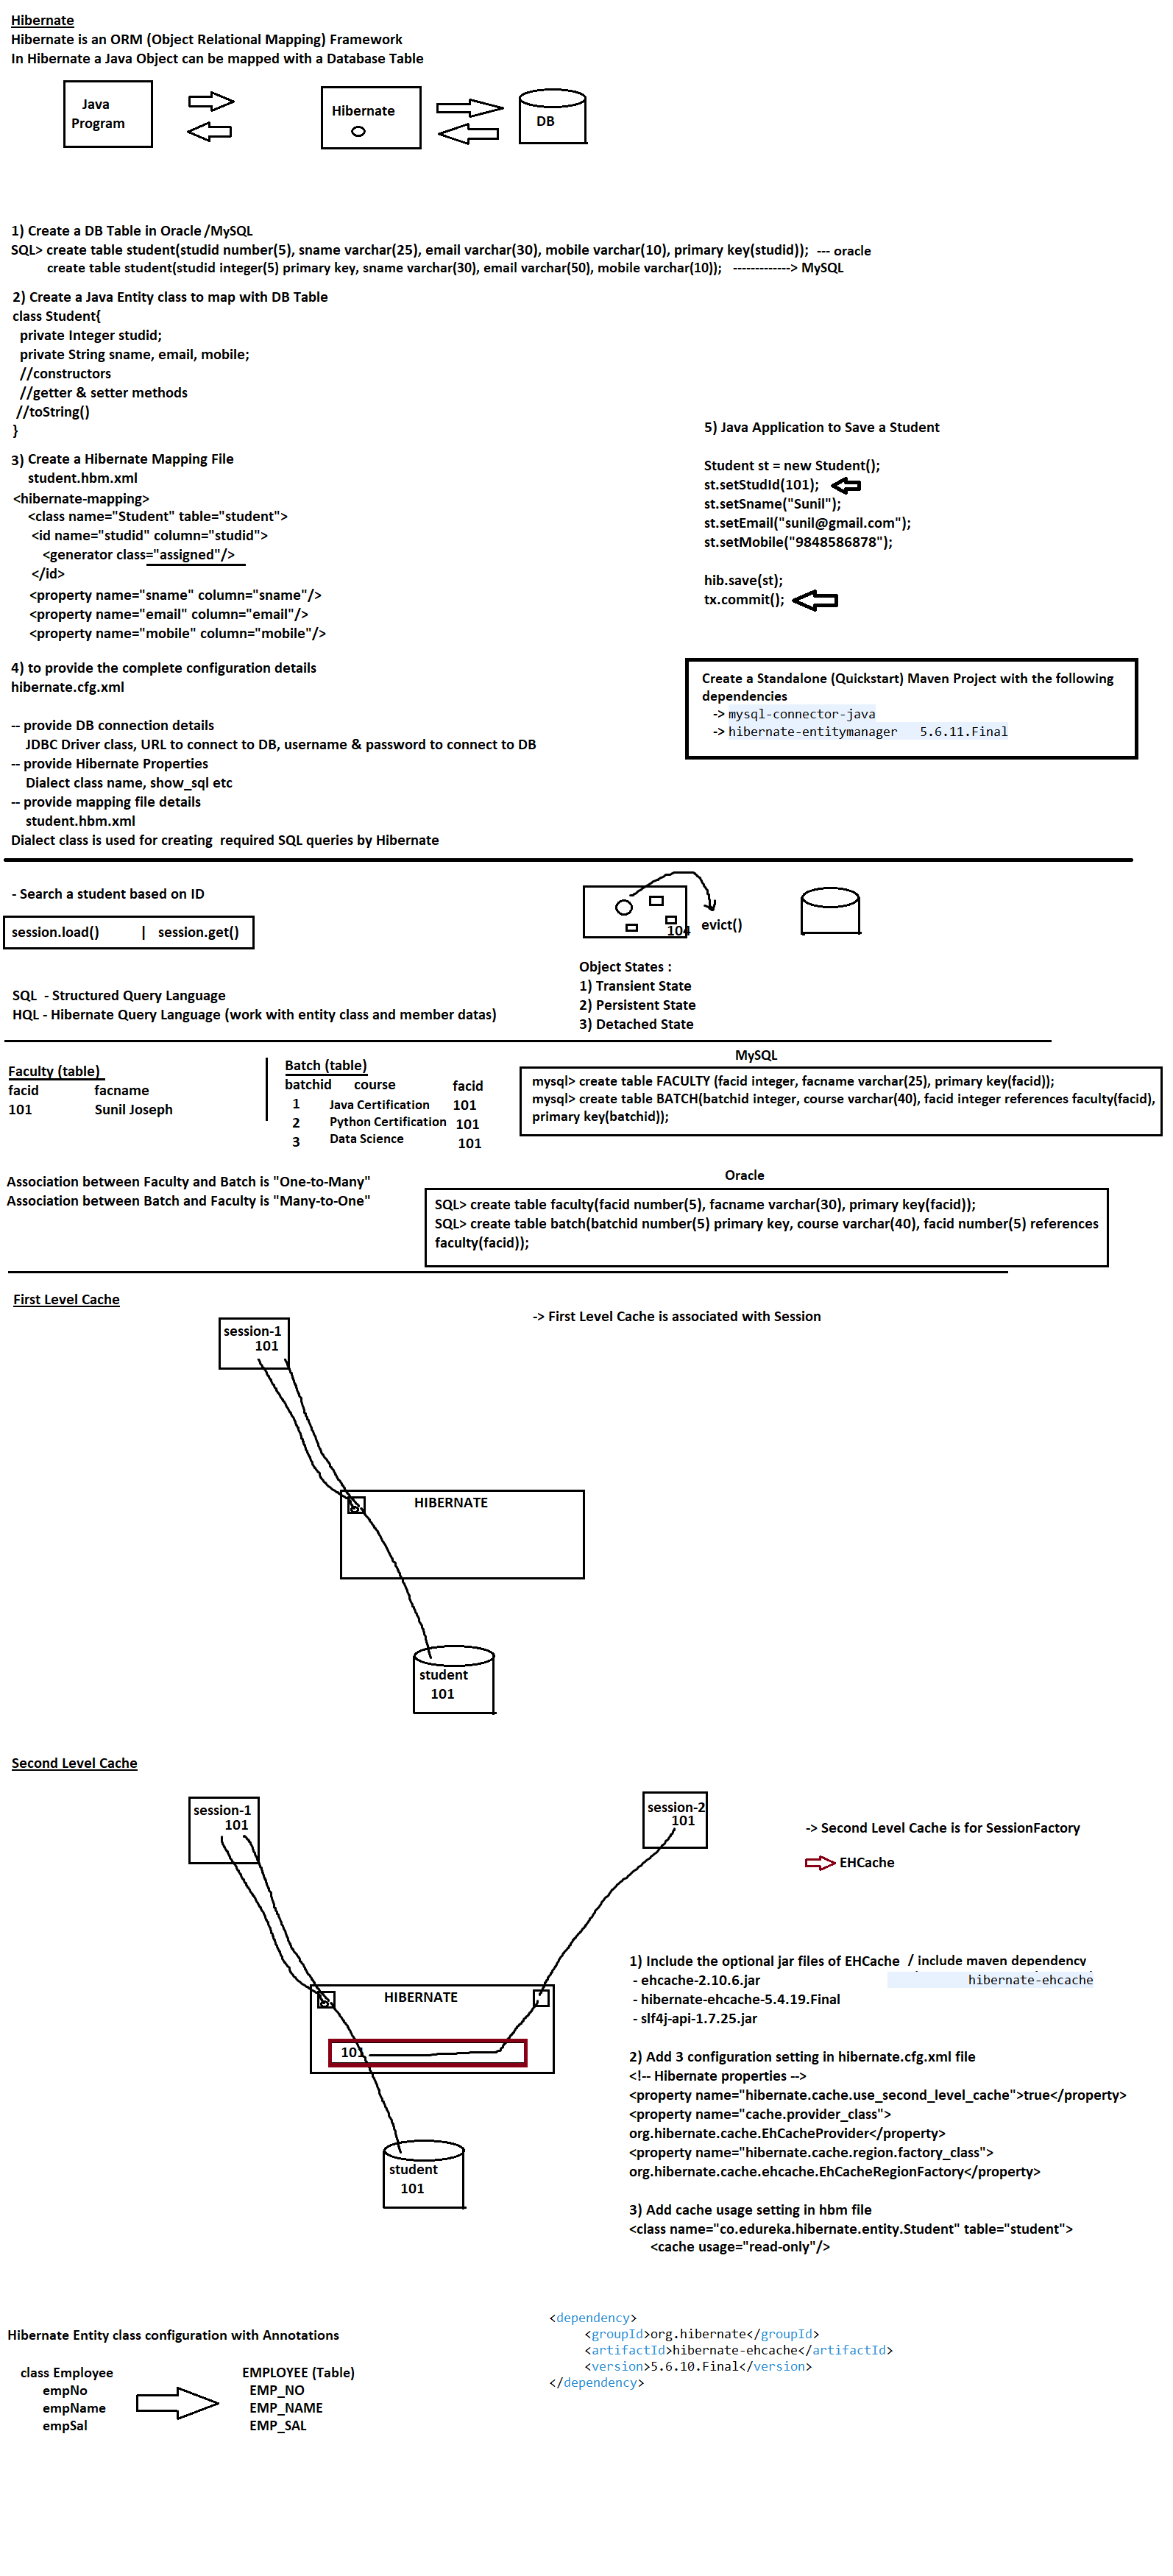 Hibernate
Hibernate is an ORM (Object Relational Mapping) Framework
In Hibernate a Java Object can be mapped with a Database Table
Java
Program
Hibernate
DB
1) Create a DB Table in Oracle /MySQL
SQL> create table student(studid number(5), sname varchar(25), email varchar(30), mobile varchar(10), primary key(studid)); --- oracle
create table student(studid integer(5) primary key, sname varchar(30), email varchar(50), mobile varchar(10)); -------------> MySQL
2) Create a Java Entity class to map with DB Table
class Student{
private Integer studid;
private String sname, email, mobile;
//constructors
//getter & setter methods
//toString()
}
3) Create a Hibernate Mapping File
student.hbm.xml
<hibernate-mapping>
<class name="Student" table="student">
<id name="studid" column="studid">
<generator class="assigned"/>
</id>
<property name="sname" column="sname"/>
<property name="email" column="email"/>
<property name="mobile" column="mobile"/>
4) to provide the complete configuration details
hibernate.cfg.xml
-- provide DB connection details
JDBC Driver class, URL to connect to DB, username & password to connect to DB
-- provide Hibernate Properties
Dialect class name, show_sql etc
-- provide mapping file details
student.hbm.xml
Dialect class is used for creating required SQL queries by Hibernate
5) Java Application to Save a Student
Student st = new Student();
st.setStudId(101);
st.setSname("Sunil");
st.setEmail("sunil@gmail.com");
st.setMobile("9848586878");
hib.save(st);
tx.commit();
Create a Standalone (Quickstart) Maven Project with the following
dependencies
-> mysql-connector-java
-> hibernate-entitymanager 5.6.11.Final
- Search a student based on ID
session.load() | session.get()
SQL - Structured Query Language
HQL - Hibernate Query Language (work with entity class and member datas)
104
evict()
Object States :
1) Transient State
2) Persistent State
3) Detached State
Faculty (table)
facid facname
101 Sunil Joseph
Batch (table)
batchid course facid
1 Java Certification 101
2 Python Certification 101
3 Data Science 101
MySQL
mysql> create table FACULTY (facid integer, facname varchar(25), primary key(facid));
mysql> create table BATCH(batchid integer, course varchar(40), facid integer references faculty(facid),
primary key(batchid));
Association between Faculty and Batch is "One-to-Many"
Association between Batch and Faculty is "Many-to-One"
Oracle
SQL> create table faculty(facid number(5), facname varchar(30), primary key(facid));
SQL> create table batch(batchid number(5) primary key, course varchar(40), facid number(5) references
faculty(facid));
First Level Cache
-> First Level Cache is associated with Session
session-1
101
HIBERNATE
student
101
Second Level Cache
session-1
101
session-2
101
-> Second Level Cache is for SessionFactory
EHCache
HIBERNATE
101
student
101
1) Include the optional jar files of EHCache / include maven dependency
- ehcache-2.10.6.jar hibernate-ehcache
- hibernate-ehcache-5.4.19.Final
- slf4j-api-1.7.25.jar
2) Add 3 configuration setting in hibernate.cfg.xml file
<!-- Hibernate properties -->
<property name="hibernate.cache.use_second_level_cache">true</property>
<property name="cache.provider_class">
org.hibernate.cache.EhCacheProvider</property>
<property name="hibernate.cache.region.factory_class">
org.hibernate.cache.ehcache.EhCacheRegionFactory</property>
3) Add cache usage setting in hbm file
<class name="co.edureka.hibernate.entity.Student" table="student">
<cache usage="read-only"/>
<dependency>
<groupId>org.hibernate</groupId>
<artifactId>hibernate-ehcache</artifactId>
<version>5.6.10.Final</version>
</dependency>
Hibernate Entity class configuration with Annotations
class Employee EMPLOYEE (Table)
empNo EMP_NO
empName EMP_NAME
empSal EMP_SAL